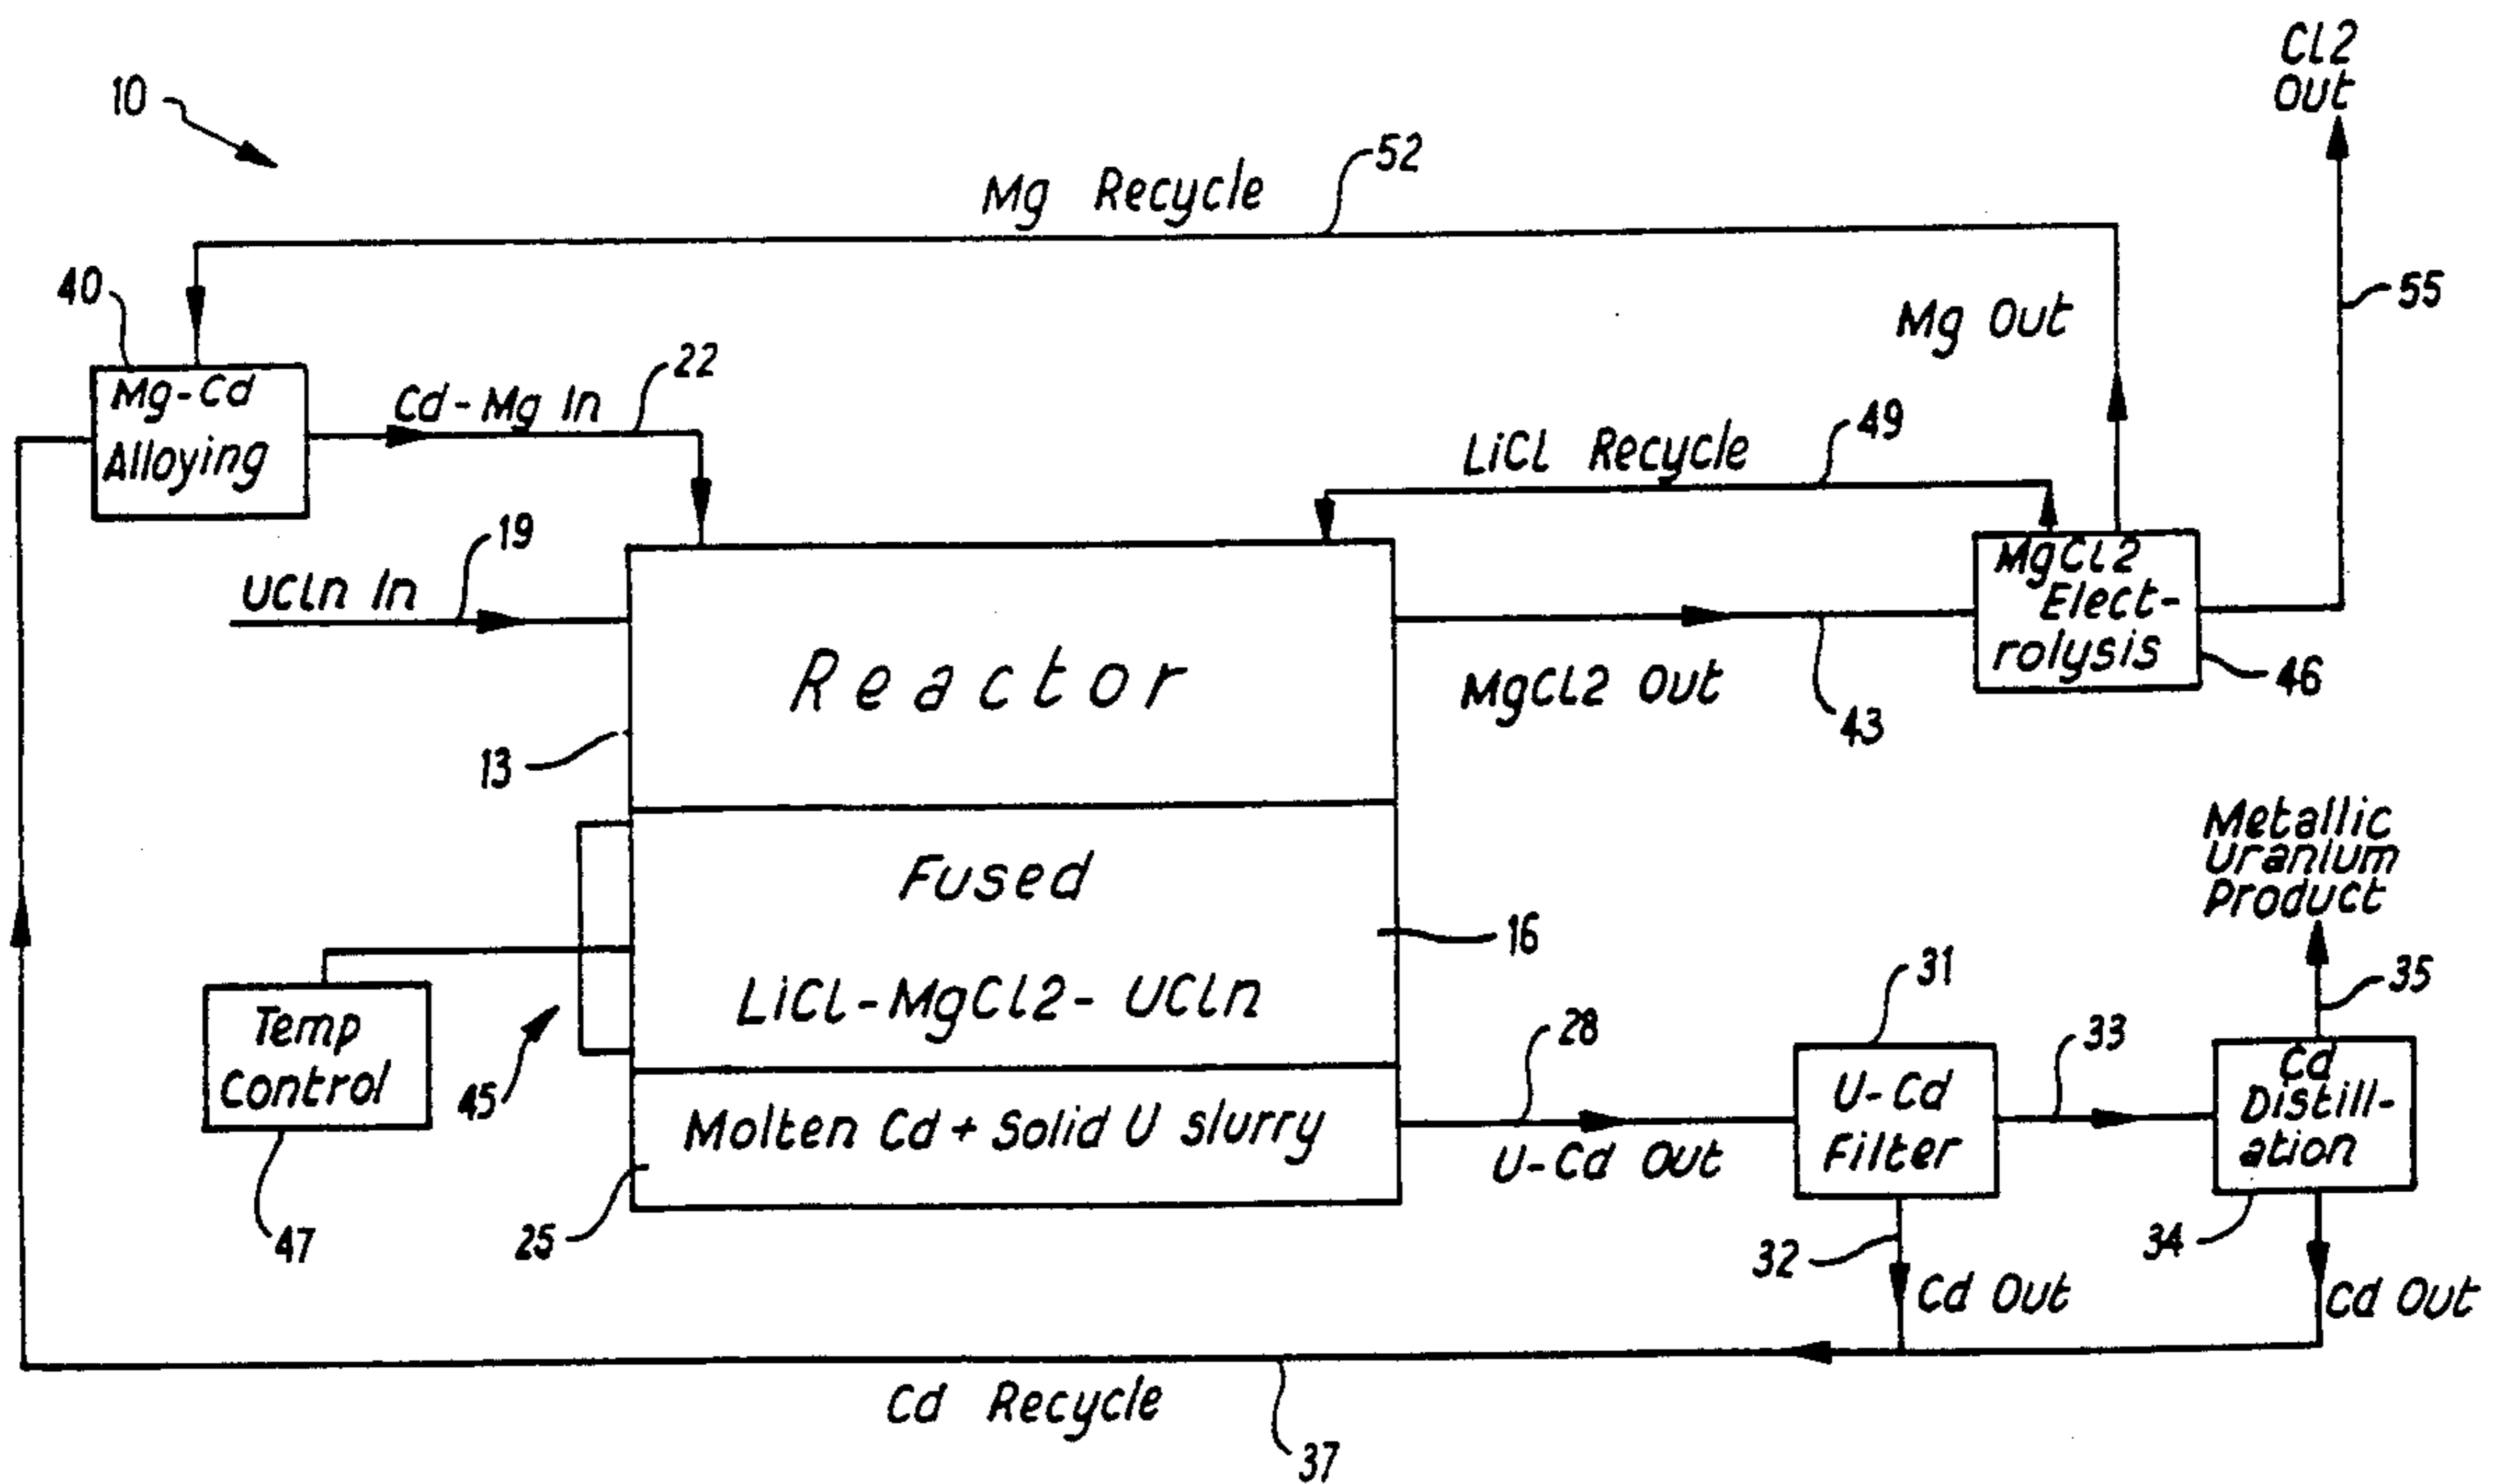 CL2
Out
10
52
Mg Recycle
40
55
Mg Out
22
Mg-Cd
Alloying
Cd-Mg In
49
LiCl Recycle
19
UCln In
MgCL2
Elect-
rolysis
Reactor
46
MgCL2 Out
43
13
Metallic
Uranium
Product
Fused
16
31
35
LiCl-MgCl2-UCln
Temp
Control
45
28
33
U-Cd
Filter
Cd
Distill-
ation
Molten Cd + Solid U slurry
U-Cd Out
47
25
32
34
Cd Out
Cd Out
Cd Recycle
37